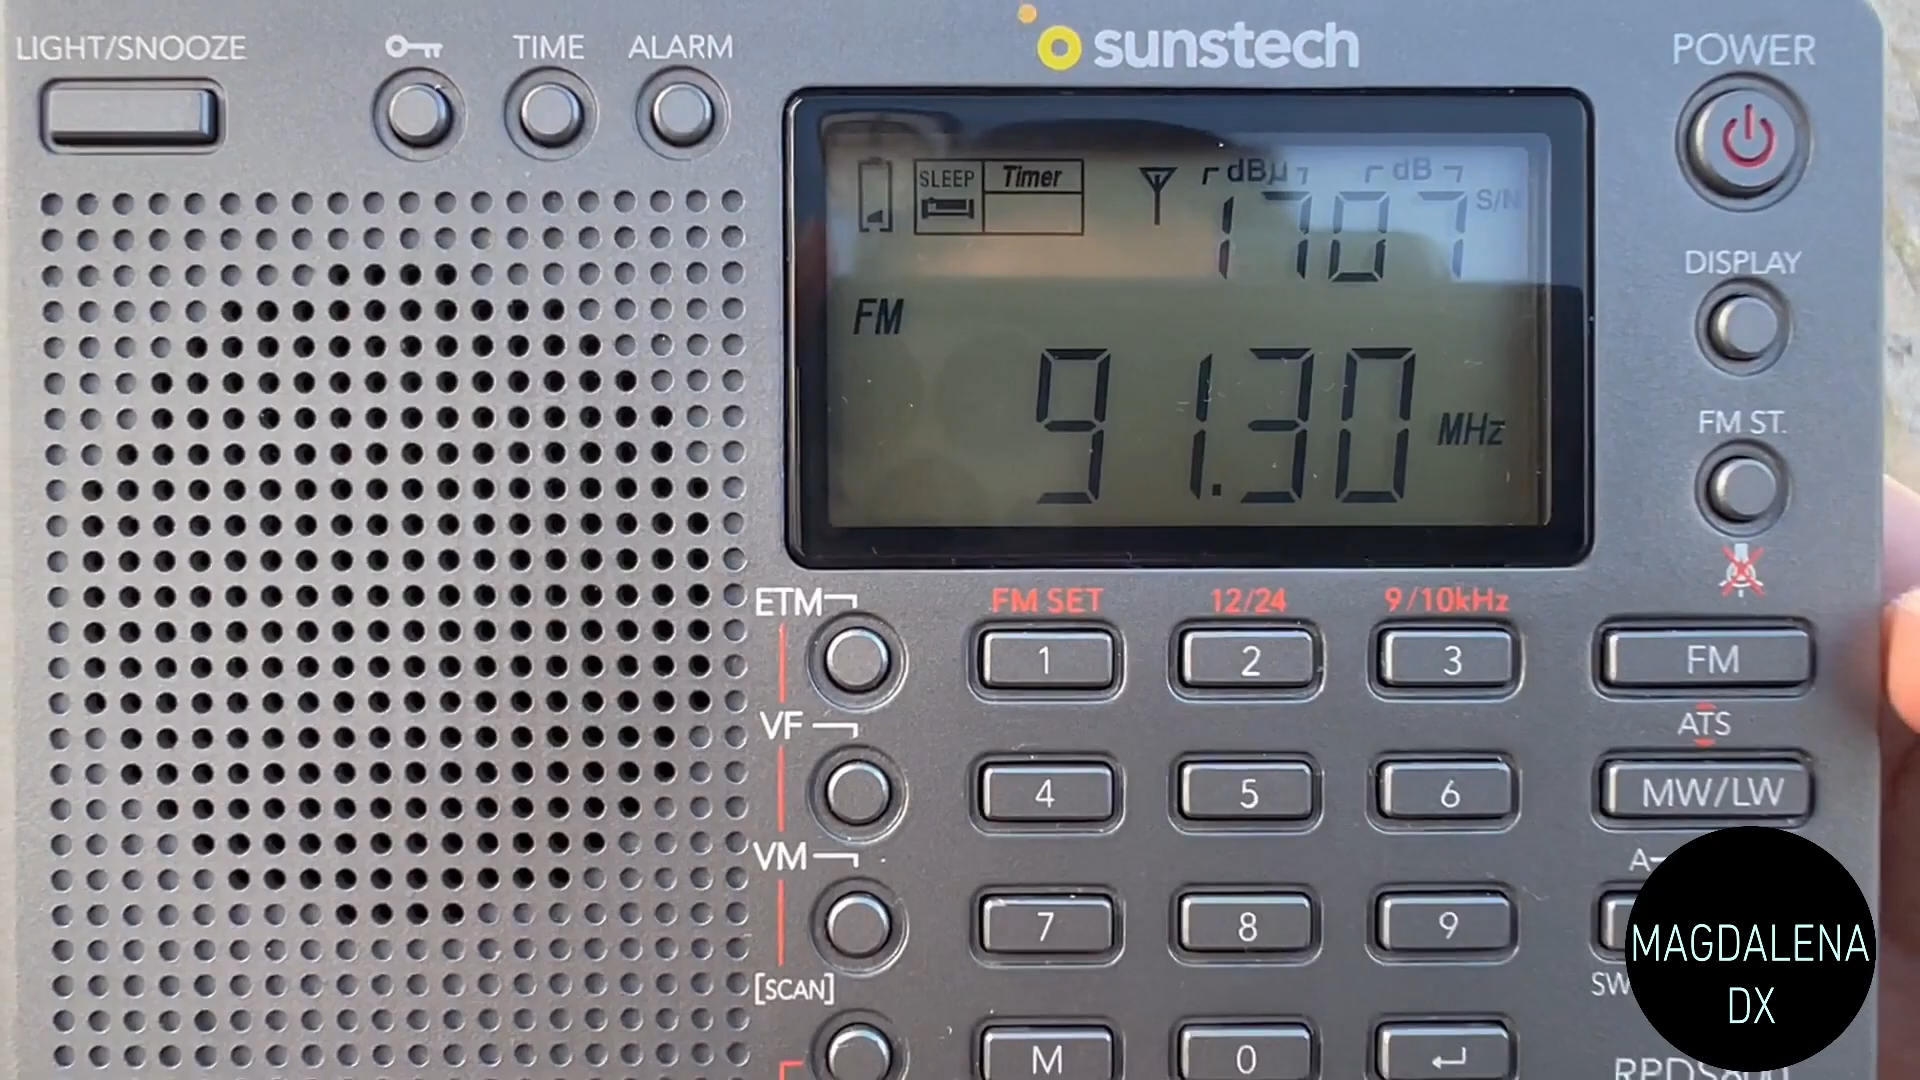 LIGHT/SNOOZE
TIME
ALARM
sunstech
POWER
SLEEP
Timer
dBµ
dB
S/N
17 07
FM
91.30
MHz
DISPLAY
FM ST.
ETM
FM SET
12/24
9/10kHz
1
2
3
FM
VF
ATS
4
5
6
MW/LW
VM
A
7
8
9
[SCAN]
SW
M
0
MAGDALENA
DX